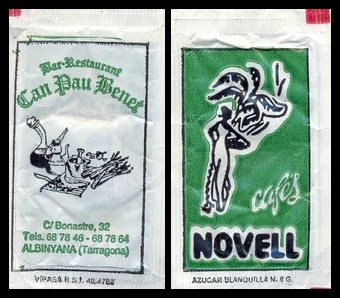 Bar-Restaurant
Can Pau Benet
C/ Bonastre, 32
Tels. 68 78 46 - 68 78 64
ALBINYANA (Tarragona)
VIPASA R.S.I. 40.4785
cafés
NOVELL
AZUCAR BLANQUILLA N. 8 G.